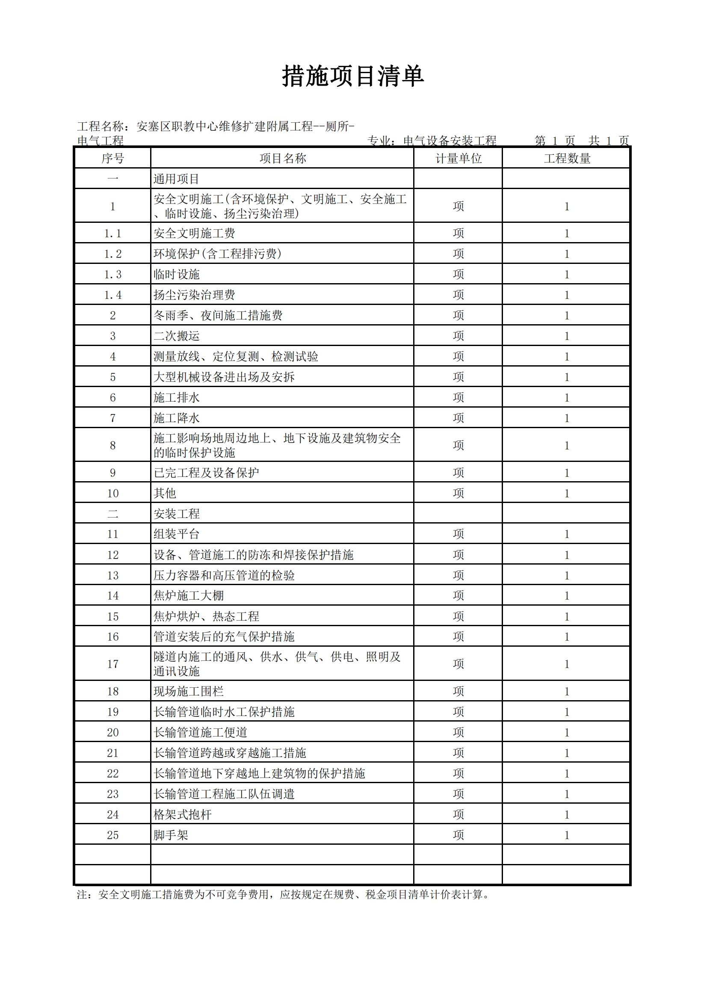 措施项目清单
工程名称：安塞区职教中心维修扩建附属工程--厕所-
电气工程 专业：电气设备安装工程 第 1 页 共 1 页
序号 项目名称 计量单位 工程数量
一 通用项目
1 安全文明施工(含环境保护、文明施工、安全施工
、临时设施、扬尘污染治理) 项 1
1.1 安全文明施工费 项 1
1.2 环境保护(含工程排污费) 项 1
1.3 临时设施 项 1
1.4 扬尘污染治理费 项 1
2 冬雨季、夜间施工措施费 项 1
3 二次搬运 项 1
4 测量放线、定位复测、检测试验 项 1
5 大型机械设备进出场及安拆 项 1
6 施工排水 项 1
7 施工降水 项 1
8 施工影响场地周边地上、地下设施及建筑物安全
的临时保护设施 项 1
9 已完工程及设备保护 项 1
10 其他 项 1
二 安装工程
11 组装平台 项 1
12 设备、管道施工的防冻和焊接保护措施 项 1
13 压力容器和高压管道的检验 项 1
14 焦炉施工大棚 项 1
15 焦炉烘炉、热态工程 项 1
16 管道安装后的充气保护措施 项 1
17 隧道内施工的通风、供水、供气、供电、照明及
通讯设施 项 1
18 现场施工围栏 项 1
19 长输管道临时水工保护措施 项 1
20 长输管道施工便道 项 1
21 长输管道跨越或穿越施工措施 项 1
22 长输管道地下穿越地上建筑物的保护措施 项 1
23 长输管道工程施工队伍调遣 项 1
24 格架式抱杆 项 1
25 脚手架 项 1
注：安全文明施工措施费为不可竞争费用，应按规定在规费、税金项目清单计价表计算。